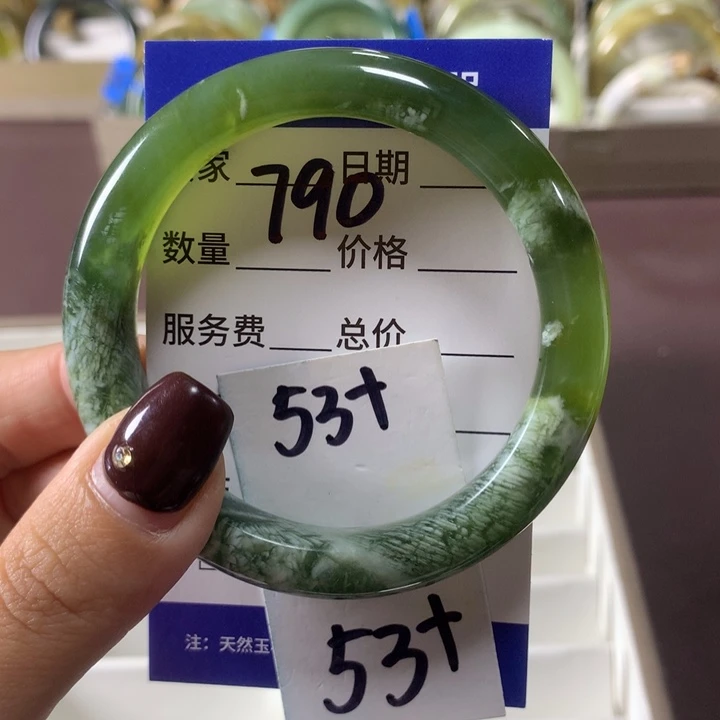 家 日期
790
数量 价格
服务费 总价
53+
53+
注：天然玉